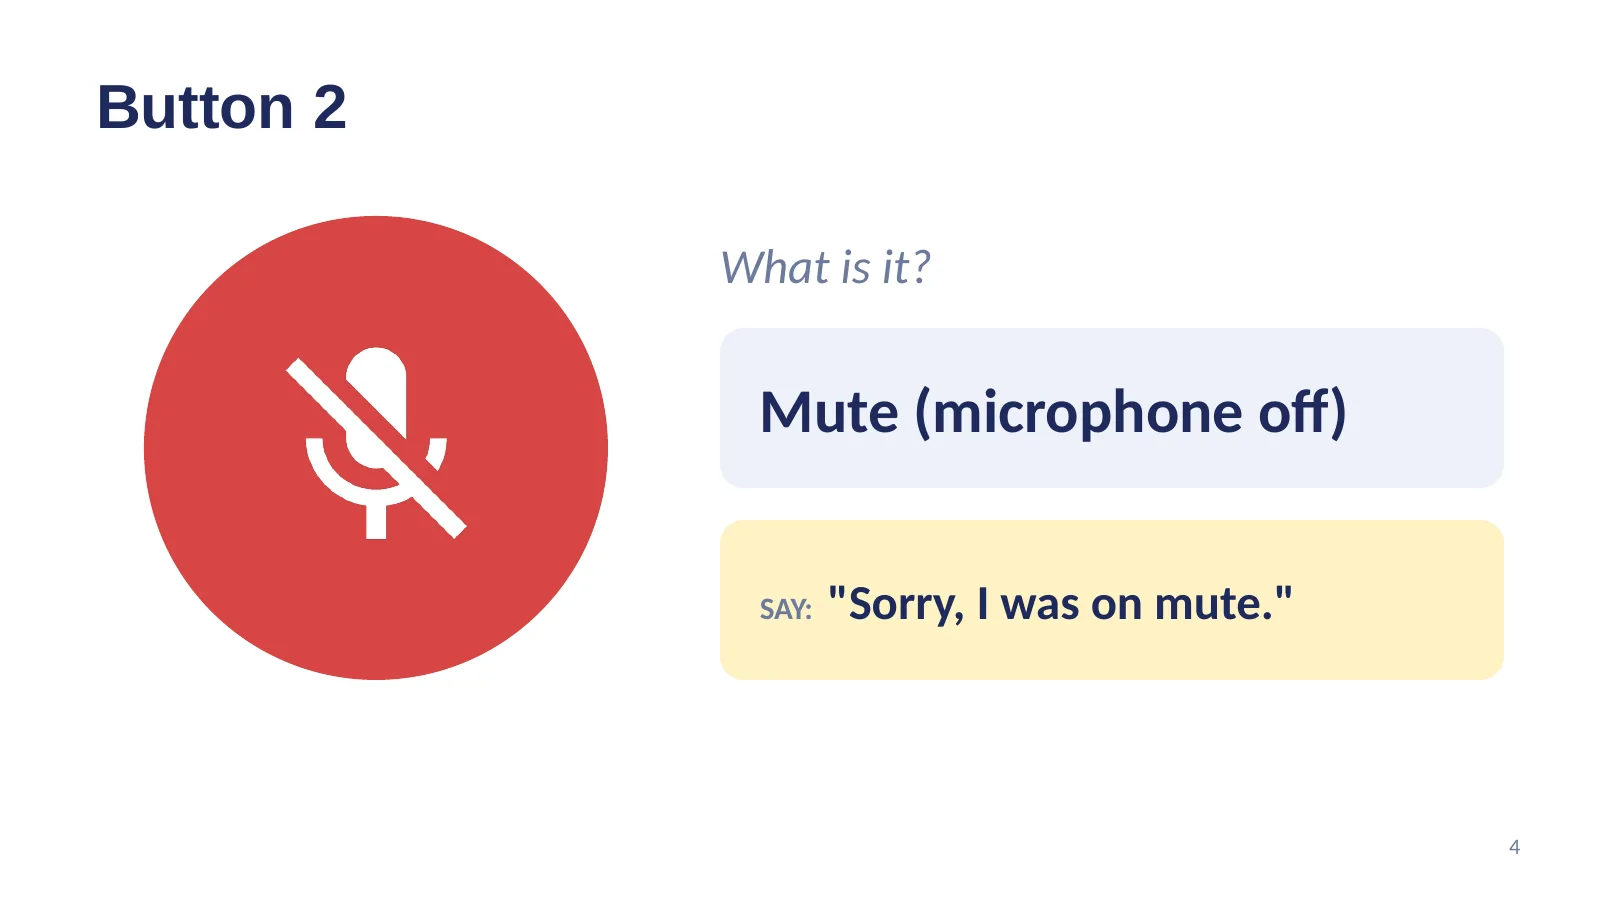 Button 2
What is it?
Mute (microphone off)
SAY: "Sorry, I was on mute."
4